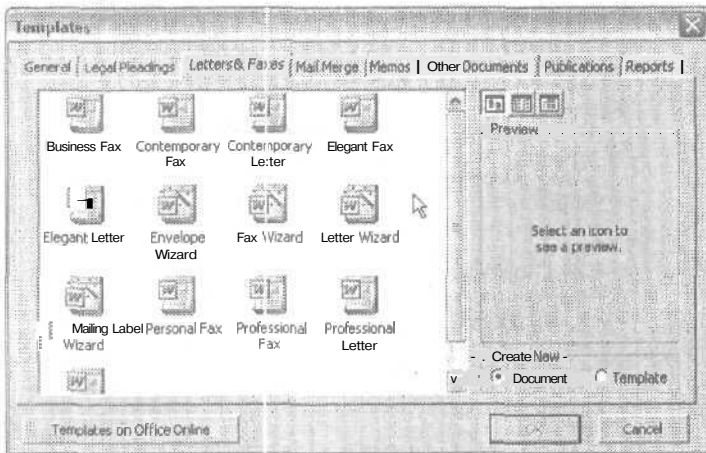 Templates
General Legal Pleadings Letters & Faxes Mail Merge Memos Other Documents Publications Reports
Preview
Business Fax Contemporary Fax Contemporary Letter Elegant Fax
Elegant Letter Envelope Wizard Fax Wizard Letter Wizard
Select an icon to
see a preview.
Mailing Label Wizard Personal Fax Professional Fax Professional Letter
Create New
Document Template
Templates on Office Online Cancel